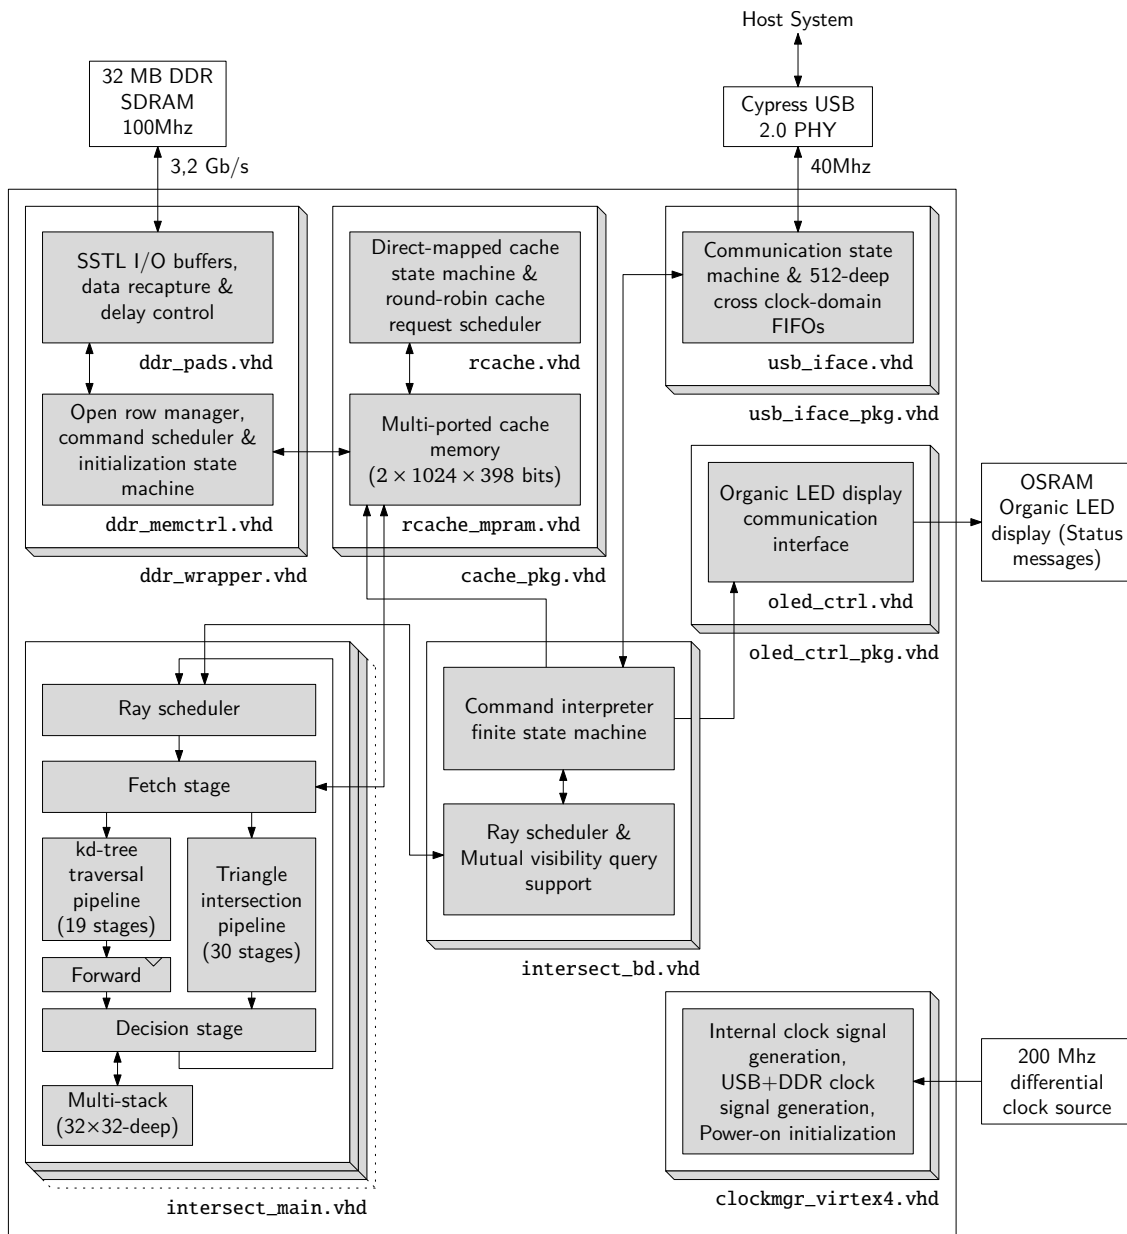 Host System
32 MB DDR
SDRAM
100Mhz
Cypress USB
2.0 PHY
3,2 Gb/s
40Mhz
SSTL I/O buffers,
data recapture &
delay control
ddr_pads.vhd
Open row manager,
command scheduler &
initialization state
machine
ddr_memctrl.vhd
ddr_wrapper.vhd
Direct-mapped cache
state machine &
round-robin cache
request scheduler
rcache.vhd
Multi-ported cache
memory
(2 × 1024 × 398 bits)
rcache_mpram.vhd
cache_pkg.vhd
Communication state
machine & 512-deep
cross clock-domain
FIFOs
usb_iface.vhd
usb_iface_pkg.vhd
Organic LED display
communication
interface
oled_ctrl.vhd
oled_ctrl_pkg.vhd
OSRAM
Organic LED
display (Status
messages)
Ray scheduler
Fetch stage
kd-tree
traversal
pipeline
(19 stages)
Triangle
intersection
pipeline
(30 stages)
Forward
Decision stage
Multi-stack
(32×32-deep)
intersect_main.vhd
Command interpreter
finite state machine
Ray scheduler &
Mutual visibility query
support
intersect_bd.vhd
Internal clock signal
generation,
USB+DDR clock
signal generation,
Power-on initialization
clockmgr_virtex4.vhd
200 Mhz
differential
clock source